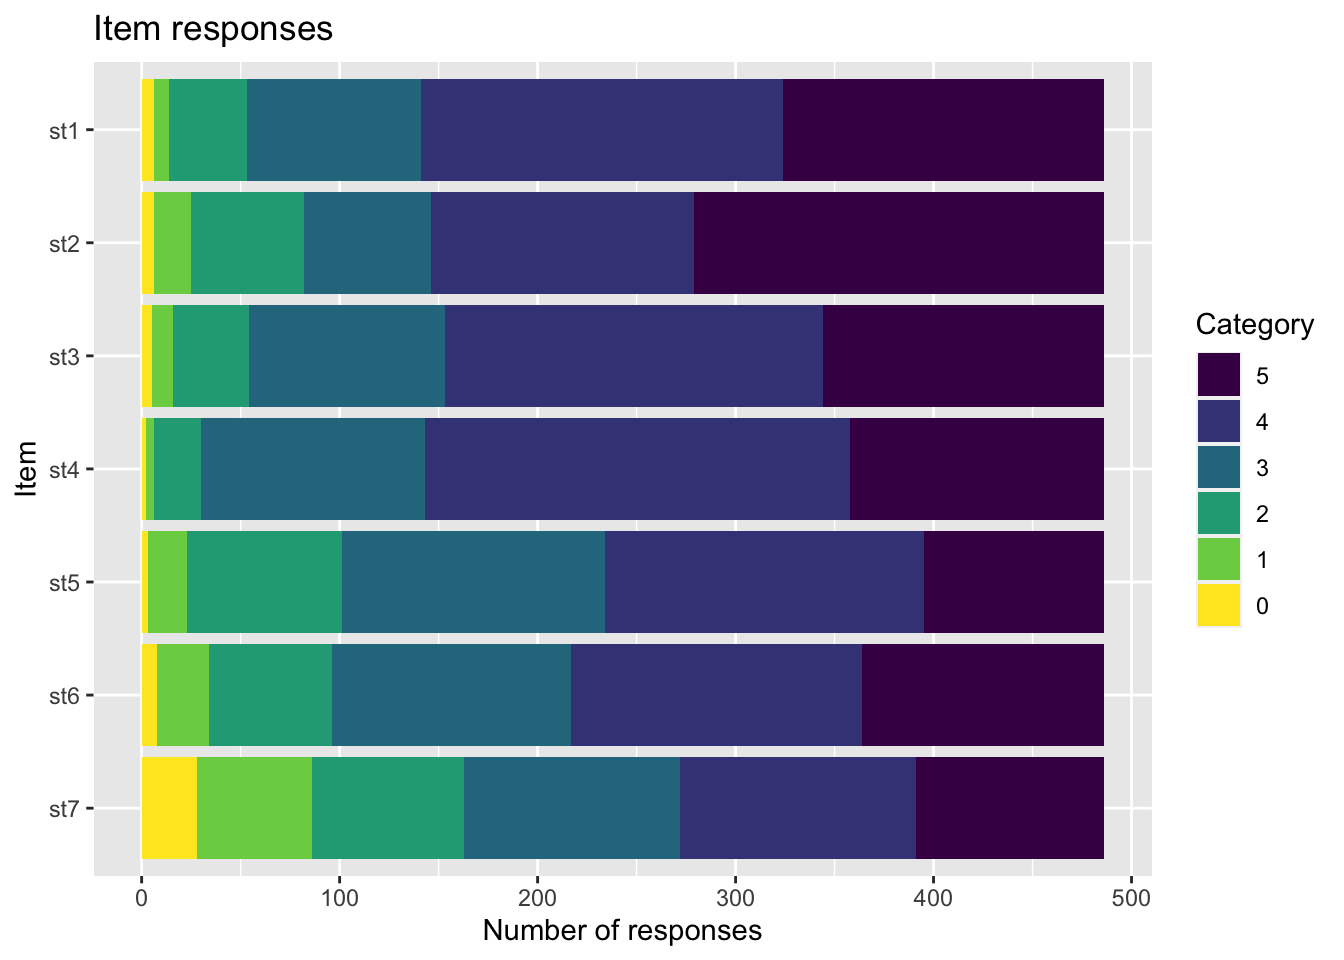 Item responses
st1
st2
st3
st4
st5
st6
st7
Item
0 100 200 300 400 500
Number of responses
Category
5
4
3
2
1
0